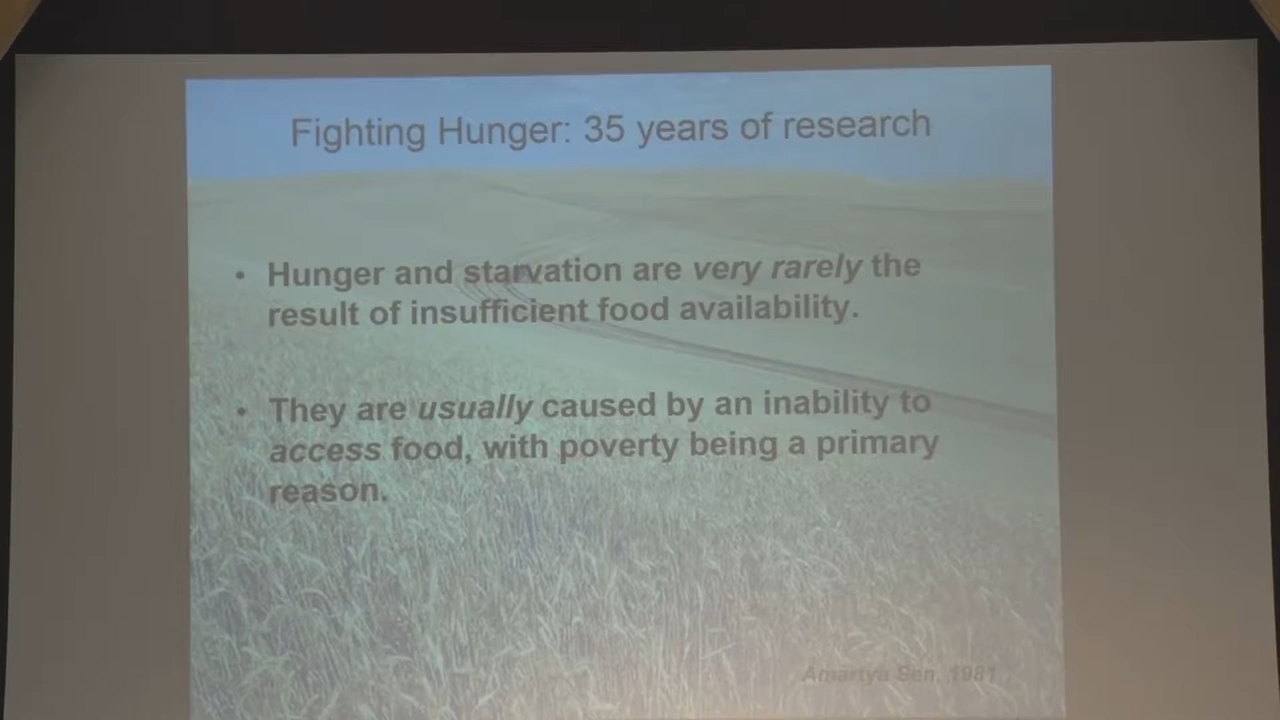 Fighting Hunger: 35 years of research
• Hunger and starvation are very rarely the
result of insufficient food availability.
• They are usually caused by an inability to
access food, with poverty being a primary
reason.
Amartya Sen, 1981